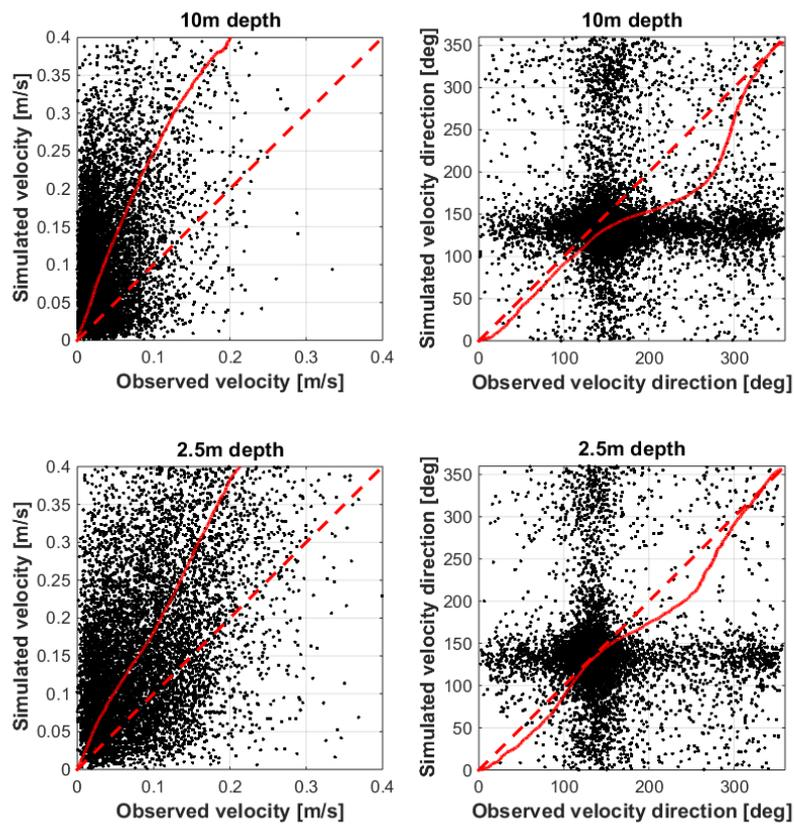 10m depth
Simulated velocity [m/s]
0.4
0.35
0.3
0.25
0.2
0.15
0.1
0.05
0
0 0.1 0.2 0.3 0.4
Observed velocity [m/s]
10m depth
Simulated velocity direction [deg]
350
300
250
200
150
100
50
0
0 100 200 300
Observed velocity direction [deg]
2.5m depth
Simulated velocity [m/s]
0.4
0.35
0.3
0.25
0.2
0.15
0.1
0.05
0
0 0.1 0.2 0.3 0.4
Observed velocity [m/s]
2.5m depth
Simulated velocity direction [deg]
350
300
250
200
150
100
50
0
0 100 200 300
Observed velocity direction [deg]